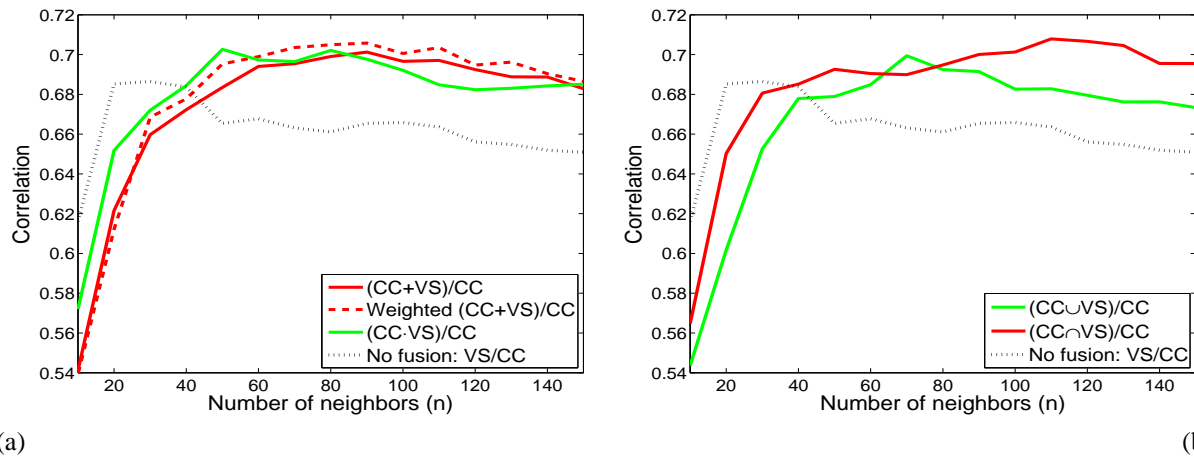 0.72
0.7
0.68
0.66
0.64
0.62
0.6
0.58
0.56
0.54
Correlation
20 40 60 80 100 120 140
Number of neighbors (n)
(CC+VS)/CC
Weighted (CC+VS)/CC
(CC·VS)/CC
No fusion: VS/CC
(a)
0.72
0.7
0.68
0.66
0.64
0.62
0.6
0.58
0.56
0.54
Correlation
20 40 60 80 100 120 140
Number of neighbors (n)
(CC∪VS)/CC
(CC∩VS)/CC
No fusion: VS/CC
(b